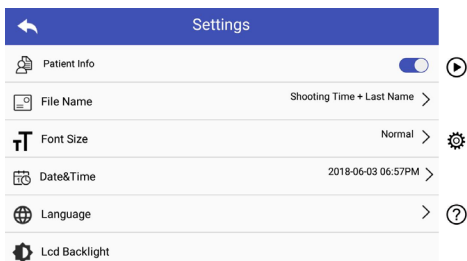 Settings
Patient Info
File Name Shooting Time + Last Name
Font Size Normal
Date&Time 2018-06-03 06:57PM
Language
Lcd Backlight